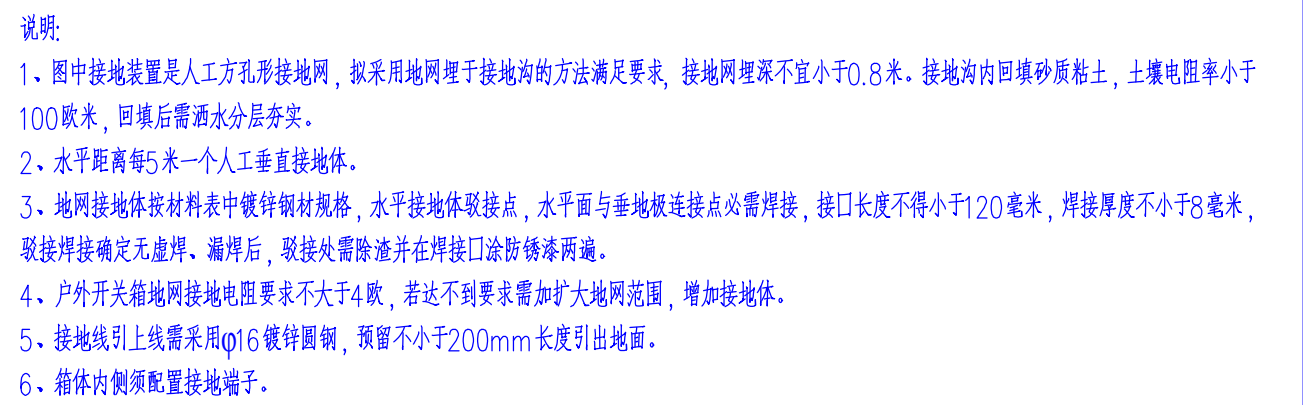 说明:
1、图中接地装置是人工方孔形接地网,拟采用地网埋于接地沟的方法满足要求,接地网埋深不宜小于0.8米。接地沟内回填砂质粘土,土壤电阻率小于
100欧米,回填后需洒水分层夯实。
2、水平距离每5米一个人工垂直接地体。
3、地网接地体按材料表中镀锌钢材规格,水平接地体驳接点,水平面与垂地极连接点必需焊接,接口长度不得小于120毫米,焊接厚度不小于8毫米,
驳接焊接确定无虚焊、漏焊后,驳接处需除渣并在焊接口涂防锈漆两遍。
4、户外开关箱地网接地电阻要求不大于4欧,若达不到要求需加扩大地网范围,增加接地体。
5、接地线引上线需采用φ16镀锌圆钢,预留不小于200mm长度引出地面。
6、箱体内侧须配置接地端子。